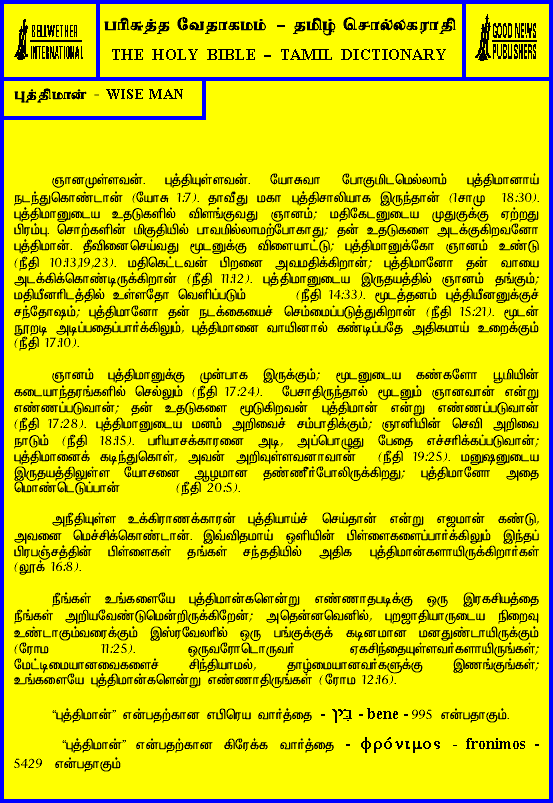 BELLWETHER
INTERNATIONAL
பரிசுத்த வேதாகமம் – தமிழ் சொல்லகராதி
THE HOLY BIBLE – TAMIL DICTIONARY
GOOD NEWS
PUBLISHERS
புத்திமான் - WISE MAN
ஞானமுள்ளவன். புத்தியுள்ளவன். யோசுவா போகுமிடமெல்லாம் புத்திமானாய்
நடந்துகொண்டான் (யோசு 1:7). தாவீது மகா புத்திசாலியாக இருந்தான் (1சாமு 18:30).
புத்திமானுடைய உதடுகளில் விளங்குவது ஞானம்; மதிகேடனுடைய முதுகுக்கு ஏற்றது
பிரம்பு. சொற்களின் மிகுதியில் பாவமில்லாமற்போகாது; தன் உதடுகளை அடக்குகிறவனோ
புத்திமான். தீவினைசெய்வது மூடனுக்கு விளையாட்டு; புத்திமானுக்கோ ஞானம் உண்டு
(நீதி 10:13,19,23). மதிகெட்டவன் பிறனை அவமதிக்கிறான்; புத்திமானோ தன் வாயை
அடக்கிக்கொண்டிருக்கிறான் (நீதி 11:12). புத்திமானுடைய இருதயத்தில் ஞானம் தங்கும்;
மதியீனரிடத்தில் உள்ளதோ வெளிப்படும் (நீதி 14:33). மூடத்தனம் புத்தியீனனுக்குச்
சந்தோஷம்; புத்திமானோ தன் நடக்கையைச் செம்மைப்படுத்துகிறான் (நீதி 15:21). மூடன்
நூறடி அடிப்பதைப்பார்க்கிலும், புத்திமானை வாயினால் கண்டிப்பதே அதிகமாய் உறைக்கும்
(நீதி 17:10).
ஞானம் புத்திமானுக்கு முன்பாக இருக்கும்; மூடனுடைய கண்களோ பூமியின்
கடையாந்தரங்களில் செல்லும் (நீதி 17:24). பேசாதிருந்தால் மூடனும் ஞானவான் என்று
எண்ணப்படுவான்; தன் உதடுகளை மூடுகிறவன் புத்திமான் என்று எண்ணப்படுவான்
(நீதி 17:28). புத்திமானுடைய மனம் அறிவைச் சம்பாதிக்கும்; ஞானியின் செவி அறிவை
நாடும் (நீதி 18:15). பரியாசக்காரனை அடி, அப்பொழுது பேதை எச்சரிக்கப்படுவான்;
புத்திமானைக் கடிந்துகொள், அவன் அறிவுள்ளவனாவான் (நீதி 19:25). மனுஷனுடைய
இருதயத்திலுள்ள யோசனை ஆழமான தண்ணீர்போலிருக்கிறது; புத்திமானோ அதை
மொண்டெடுப்பான் (நீதி 20:5).
அநீதியுள்ள உக்கிராணக்காரன் புத்தியாய்ச் செய்தான் என்று எஜமான் கண்டு,
அவனை மெச்சிக்கொண்டான். இவ்விதமாய் ஒளியின் பிள்ளைகளைப்பார்க்கிலும் இந்தப்
பிரபஞ்சத்தின் பிள்ளைகள் தங்கள் சந்ததியில் அதிக புத்திமான்களாயிருக்கிறார்கள்
(லூக் 16:8).
நீங்கள் உங்களையே புத்திமான்களென்று எண்ணாதபடிக்கு ஒரு இரகசியத்தை
நீங்கள் அறியவேண்டுமென்றிருக்கிறேன்; அதென்னவெனில், புறஜாதியாருடைய நிறைவு
உண்டாகும்வரைக்கும் இஸ்ரவேலரில் ஒரு பங்குக்குக் கடினமான மனதுண்டாயிருக்கும்
(ரோம 11:25). ஒருவரோடொருவர் ஏகசிந்தையுள்ளவர்களாயிருங்கள்;
மேட்டிமையானவைகளைச் சிந்தியாமல், தாழ்மையானவர்களுக்கு இணங்குங்கள்;
உங்களையே புத்திமான்களென்று எண்ணாதிருங்கள் (ரோம 12:16).
“புத்திமான்” என்பதற்கான எபிரெய வார்த்தை - בִּין - bene - 995 என்பதாகும்.
“புத்திமான்” என்பதற்கான கிரேக்க வார்த்தை - φρόνιμος - fronimos -
5429 என்பதாகும்